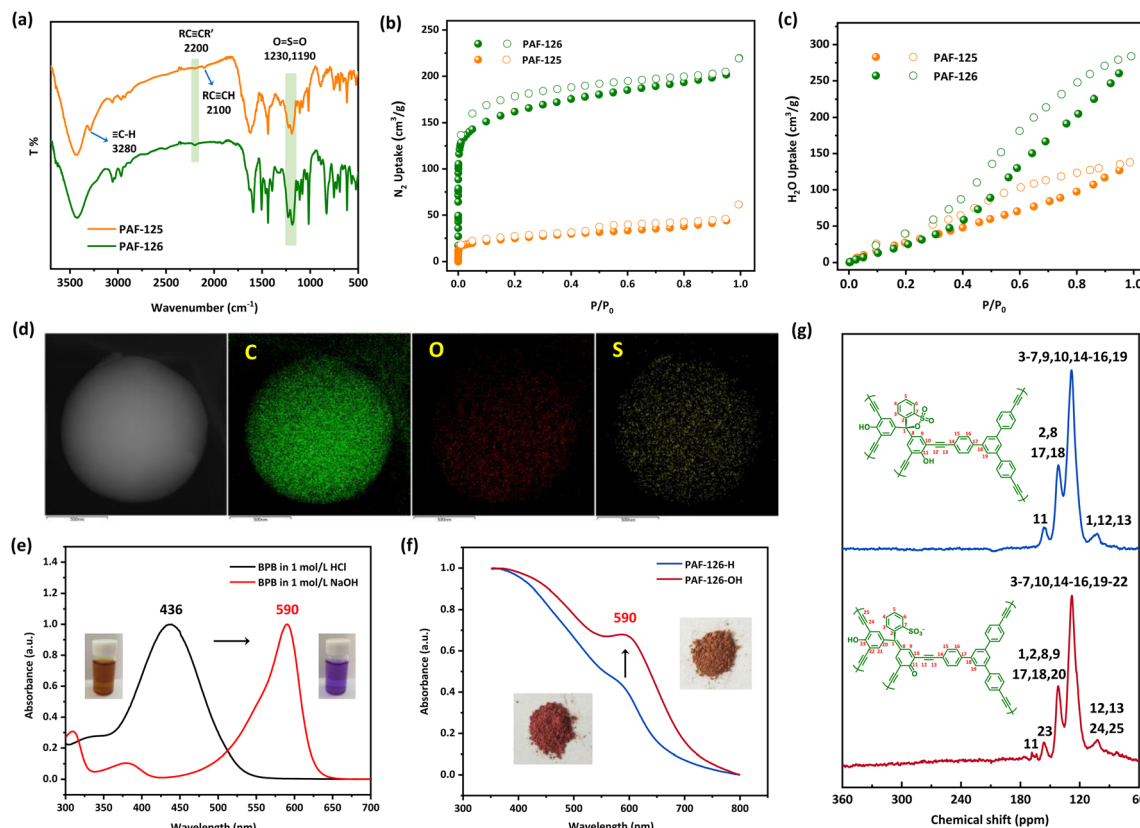 (a)
RC≡CR’
2200
O=S=O
1230,1190
RC≡CH
2100
≡C-H
3280
T %
PAF-125
PAF-126
3500 3000 2500 2000 1500 1000 500
Wavenumber (cm-1)
(b)
PAF-126
PAF-125
N2 Uptake (cm3/g)
250
200
150
100
50
0
0.0 0.2 0.4 0.6 0.8 1.0
P/P0
(c)
PAF-125
PAF-126
H2O Uptake (cm3/g)
300
250
200
150
100
50
0
0.0 0.2 0.4 0.6 0.8 1.0
P/P0
(d)
C
O
S
(e)
BPB in 1 mol/L HCl
BPB in 1 mol/L NaOH
436
590
Absorbance (a.u.)
1.4
1.2
1.0
0.8
0.6
0.4
0.2
0.0
300 350 400 450 500 550 600 650 700
Wavelength (nm)
(f)
PAF-126-H
PAF-126-OH
590
Absorbance (a.u.)
1.0
0.8
0.6
0.4
0.2
0.0
300 400 500 600 700 800
Wavelength (nm)
(g)
3-7,9,10,14-16,19
2,8
17,18
11
1,12,13
3-7,10,14-16,19-22
1,2,8,9
17,18,20
12,13
24,25
23
11
360 300 240 180 120 60
Chemical shift (ppm)